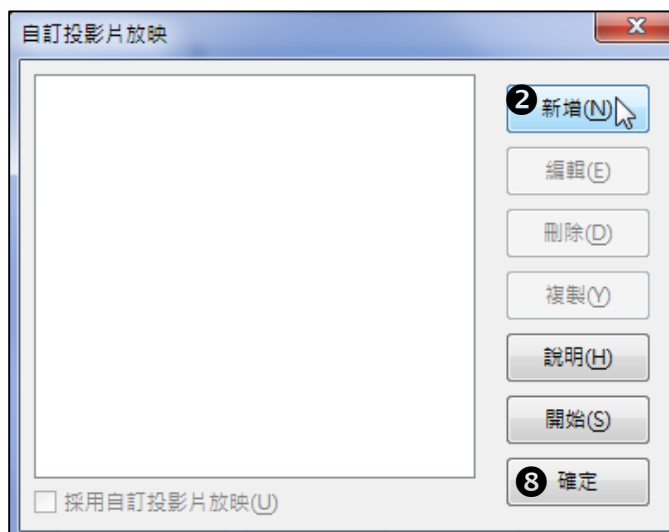 自訂投影片放映
❷ 新增(N)
編輯(E)
刪除(D)
複製(Y)
說明(H)
開始(S)
❽ 確定
採用自訂投影片放映(U)